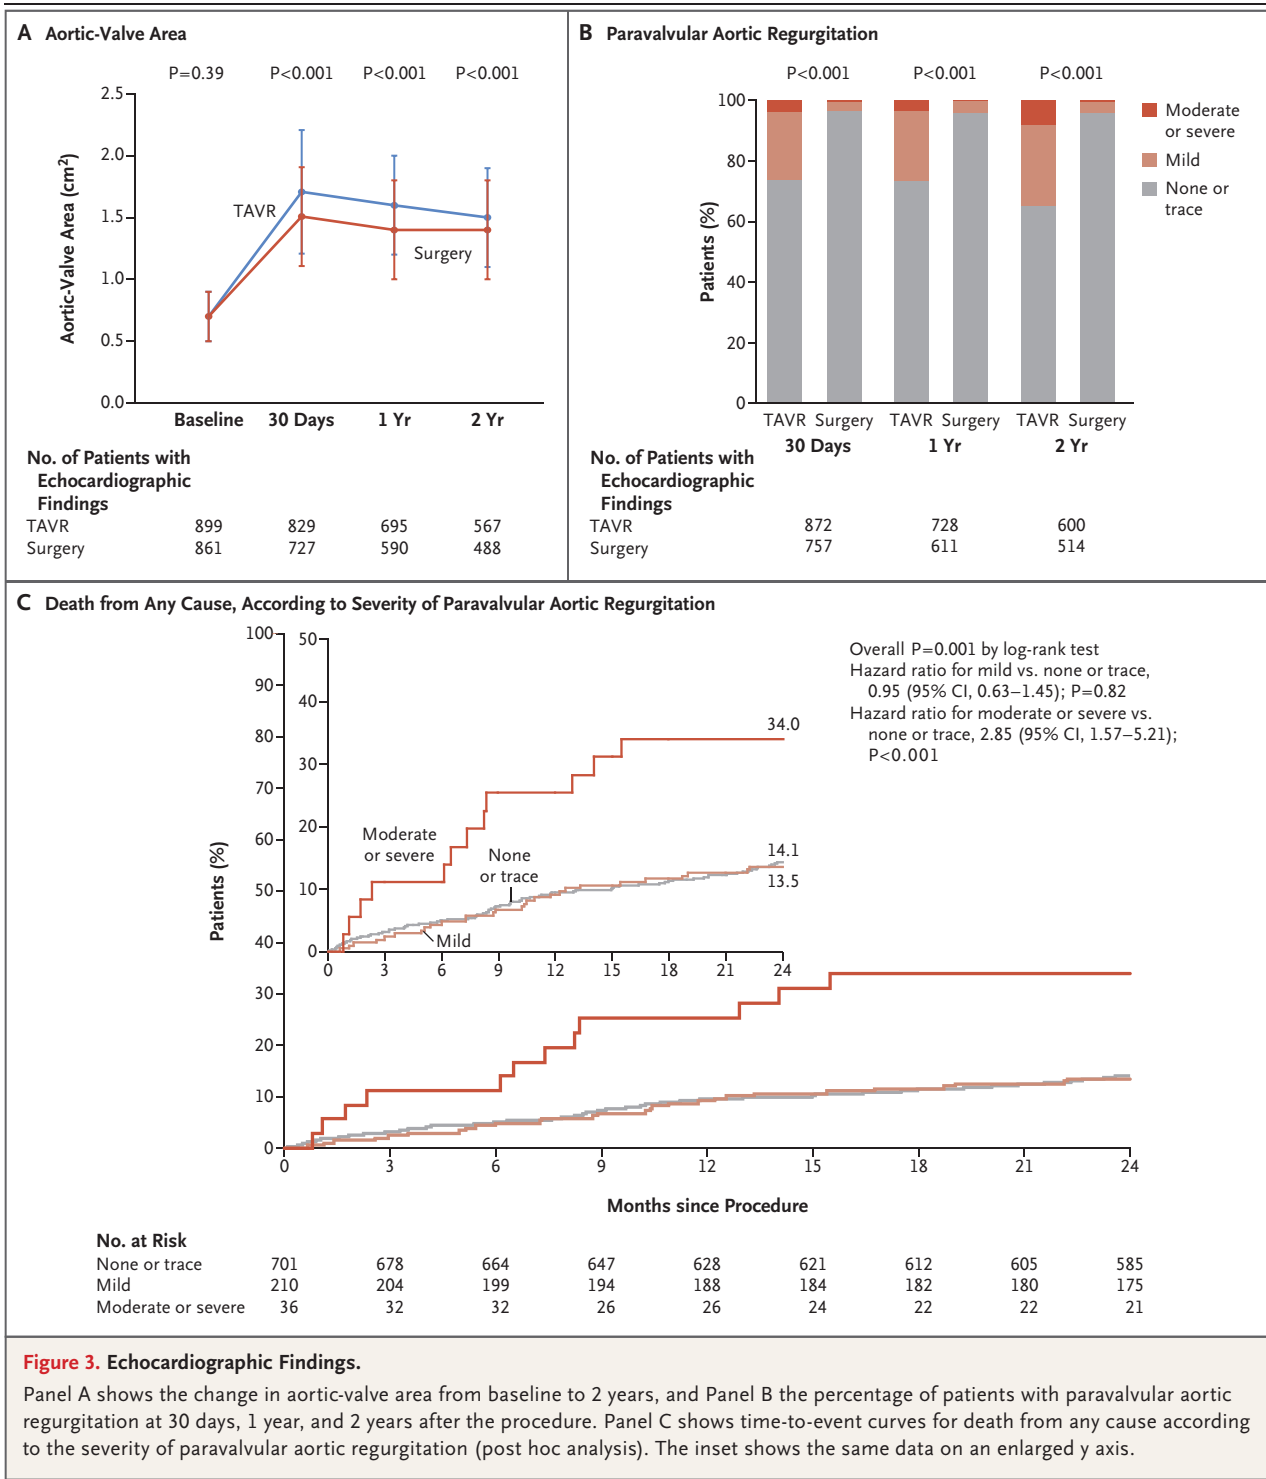 A Aortic-Valve Area
P=0.39 P<0.001 P<0.001 P<0.001
2.5
2.0
1.5
1.0
0.5
0.0
Aortic-Valve Area (cm²)
TAVR
Surgery
Baseline 30 Days 1 Yr 2 Yr
No. of Patients with
Echocardiographic
Findings
TAVR 899 829 695 567
Surgery 861 727 590 488
B Paravalvular Aortic Regurgitation
P<0.001 P<0.001 P<0.001
100
80
60
40
20
0
Patients (%)
Moderate
or severe
Mild
None or
trace
TAVR Surgery TAVR Surgery TAVR Surgery
30 Days 1 Yr 2 Yr
No. of Patients with
Echocardiographic
Findings
TAVR 872 728 600
Surgery 757 611 514
C Death from Any Cause, According to Severity of Paravalvular Aortic Regurgitation
100
90
80
70
60
50
40
30
20
10
0
Patients (%)
50
40
30
20
10
0
34.0
Moderate
or severe
None
or trace
Mild
14.1
13.5
0 3 6 9 12 15 18 21 24
Overall P=0.001 by log-rank test
Hazard ratio for mild vs. none or trace,
0.95 (95% CI, 0.63–1.45); P=0.82
Hazard ratio for moderate or severe vs.
none or trace, 2.85 (95% CI, 1.57–5.21);
P<0.001
0 3 6 9 12 15 18 21 24
Months since Procedure
No. at Risk
None or trace 701 678 664 647 628 621 612 605 585
Mild 210 204 199 194 188 184 182 180 175
Moderate or severe 36 32 32 26 26 24 22 22 21
Figure 3. Echocardiographic Findings.
Panel A shows the change in aortic-valve area from baseline to 2 years, and Panel B the percentage of patients with paravalvular aortic
regurgitation at 30 days, 1 year, and 2 years after the procedure. Panel C shows time-to-event curves for death from any cause according
to the severity of paravalvular aortic regurgitation (post hoc analysis). The inset shows the same data on an enlarged y axis.